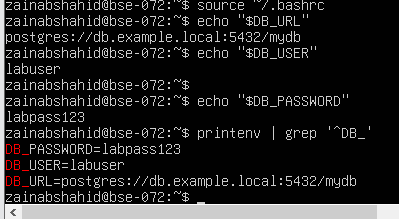 zainabshahid@bse-072:~$ source ~/.bashrc
zainabshahid@bse-072:~$ echo "$DB_URL"
postgres://db.example.local:5432/mydb
zainabshahid@bse-072:~$ echo "$DB_USER"
labuser
zainabshahid@bse-072:~$
zainabshahid@bse-072:~$ echo "$DB_PASSWORD"
labpass123
zainabshahid@bse-072:~$ printenv | grep '^DB_'
DB_PASSWORD=labpass123
DB_USER=labuser
DB_URL=postgres://db.example.local:5432/mydb
zainabshahid@bse-072:~$